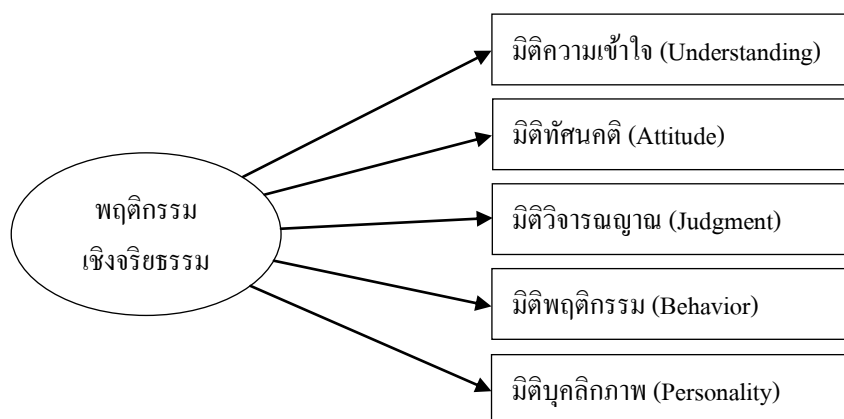 พฤติกรรม
เชิงจริยธรรม
มิติความเข้าใจ (Understanding)
มิติทัศนคติ (Attitude)
มิติวิจารณญาณ (Judgment)
มิติพฤติกรรม (Behavior)
มิติบุคลิกภาพ (Personality)